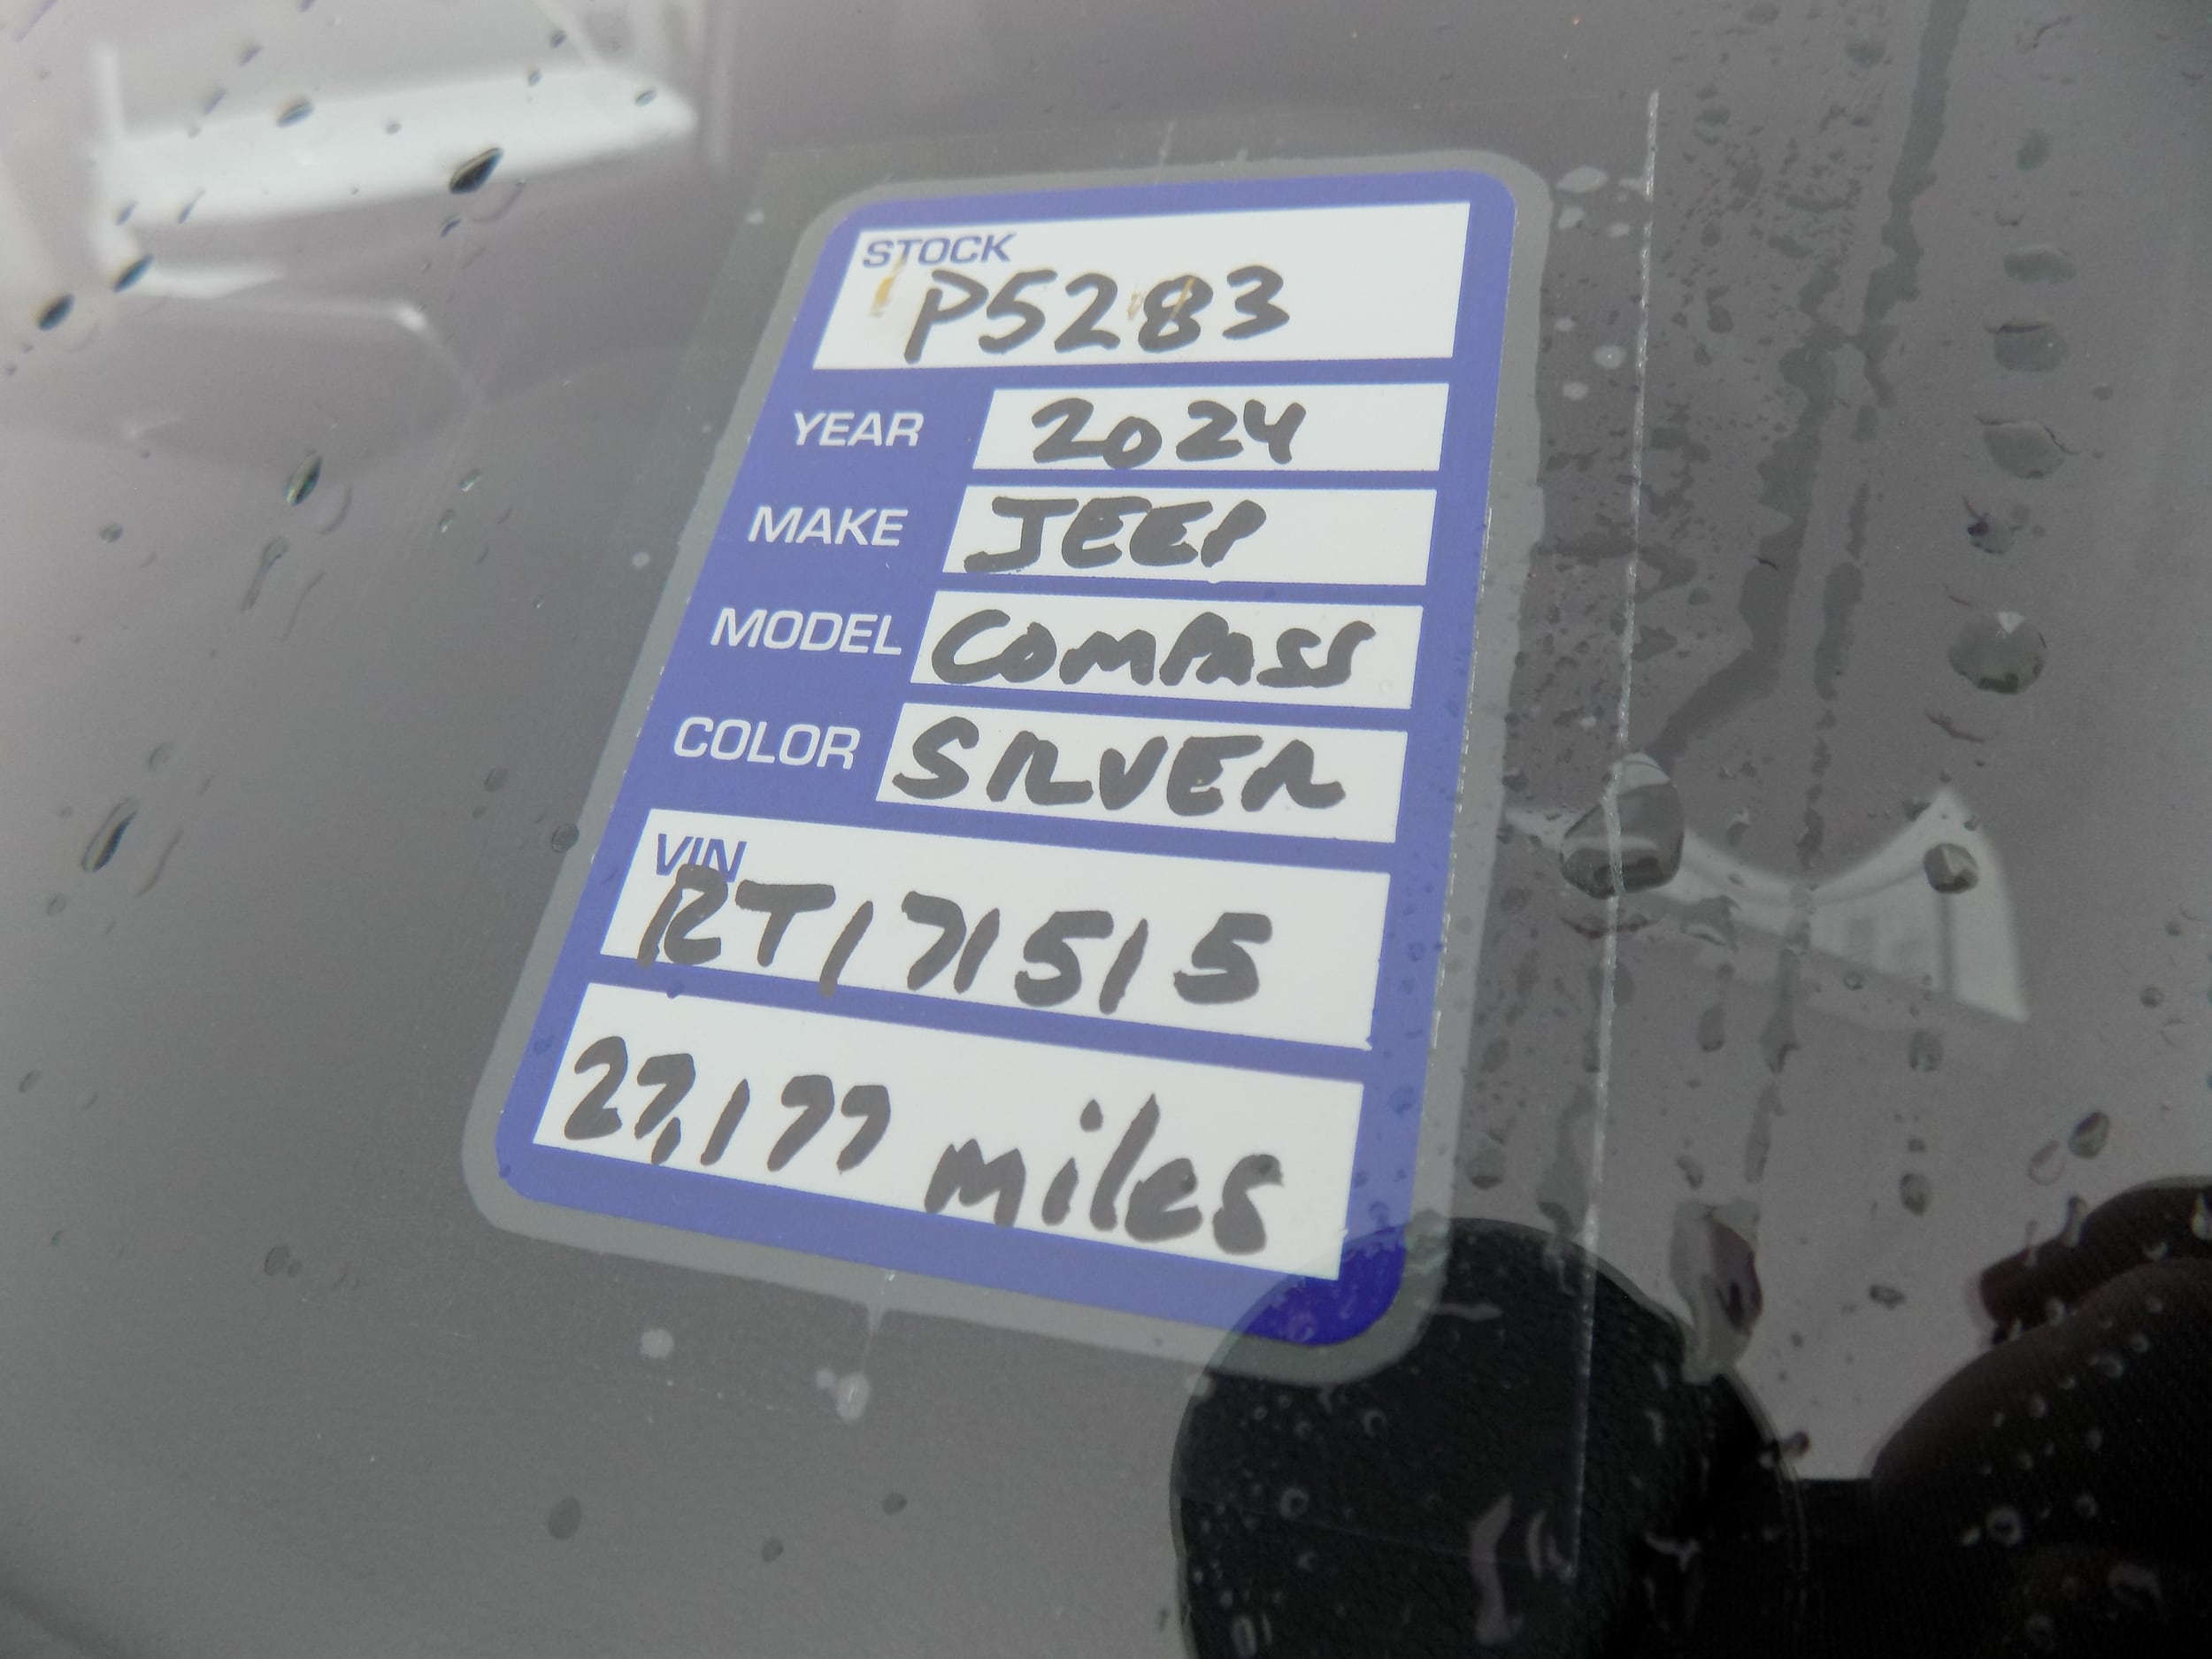 STOCK
P5283
YEAR 2024
MAKE JEEP
MODEL COMPASS
COLOR SILVER
VIN
RT171515
27,177 miles